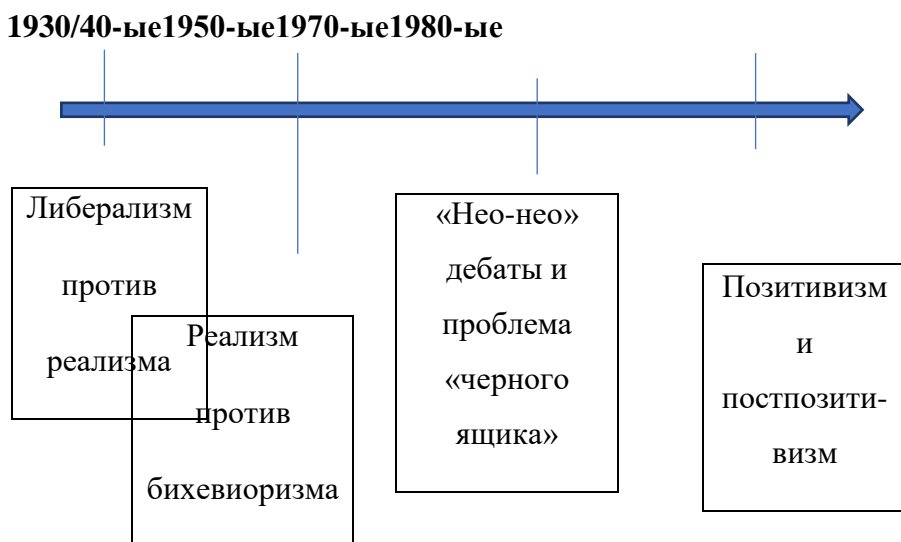 1930/40-ые1950-ые1970-ые1980-ые
Либерализм
против
реализма
Реализм
против
бихевиоризма
«Нео-нео»
дебаты и
проблема
«черного
ящика»
Позитивизм
и
постпозити-
визм